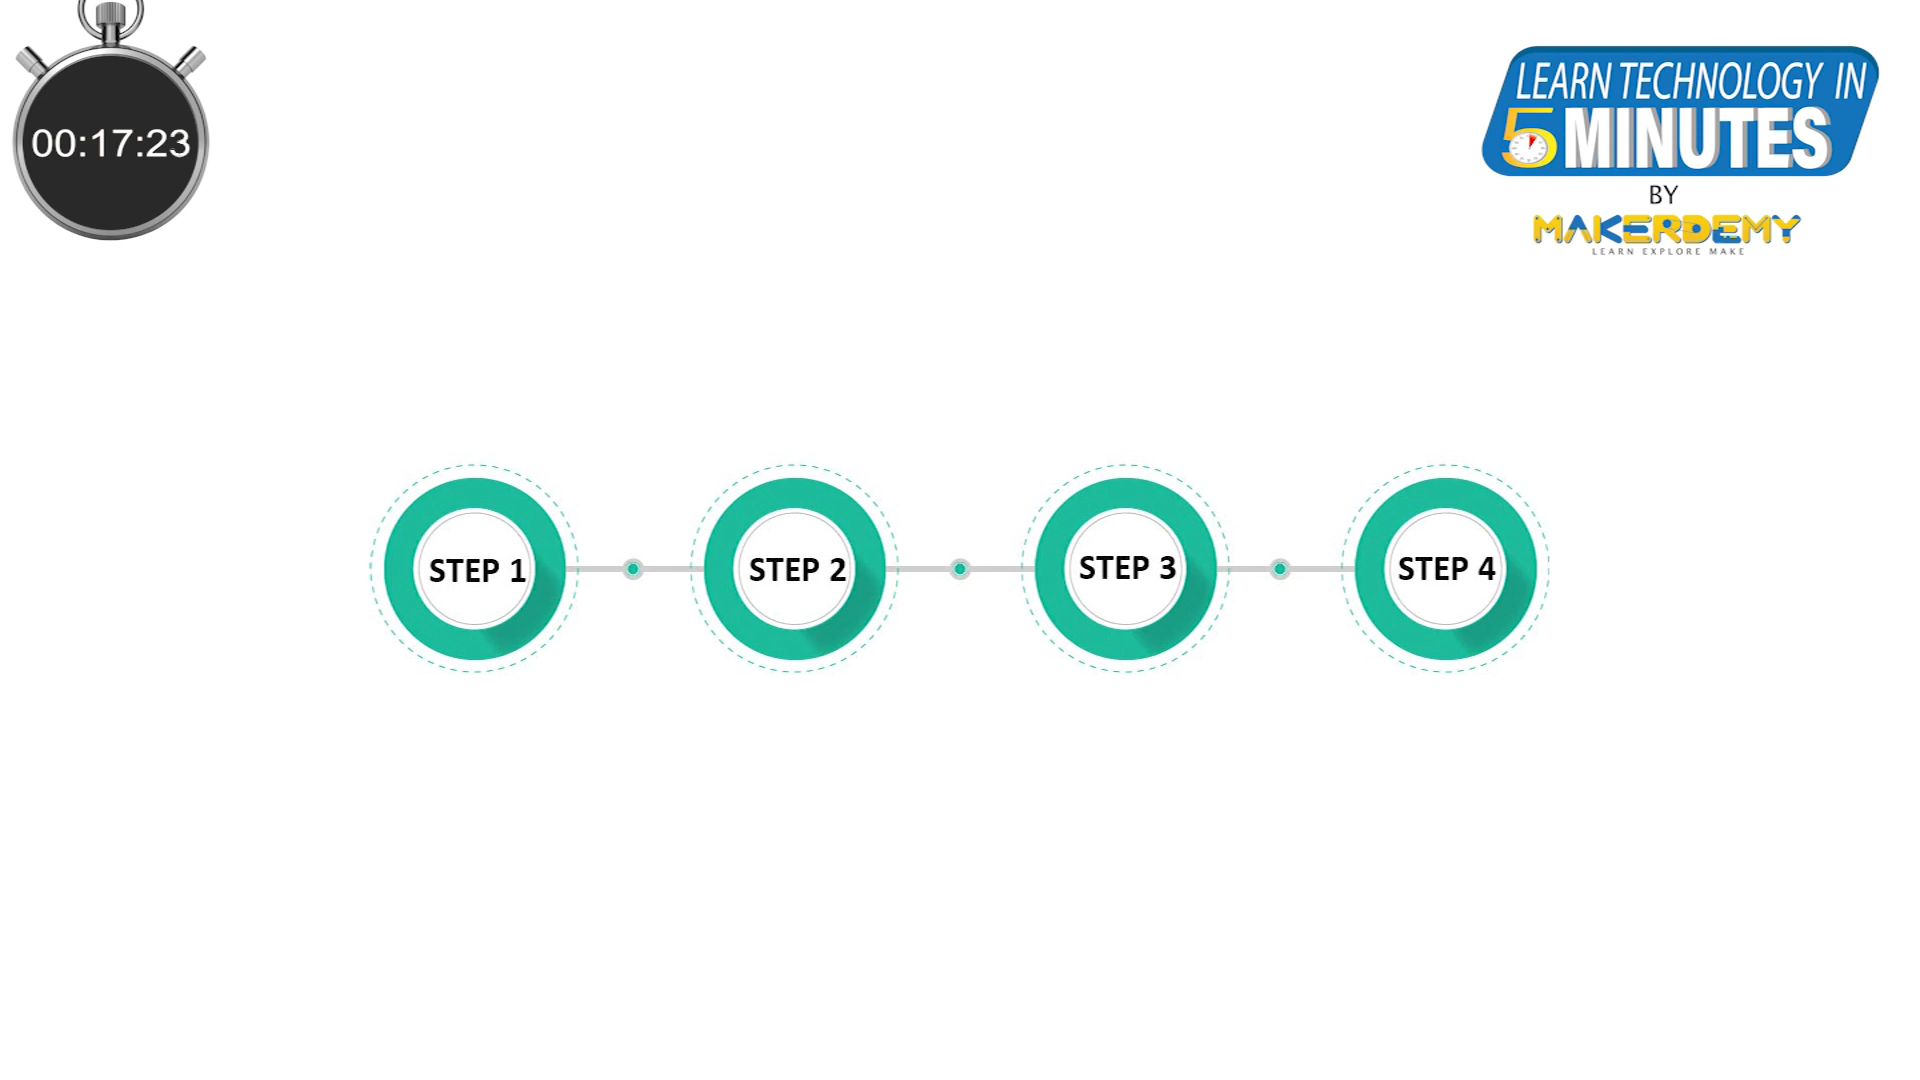 00:17:23
LEARN TECHNOLOGY IN
5 MINUTES
BY
MAKERDEMY
LEARN EXPLORE MAKE
STEP 1
STEP 2
STEP 3
STEP 4